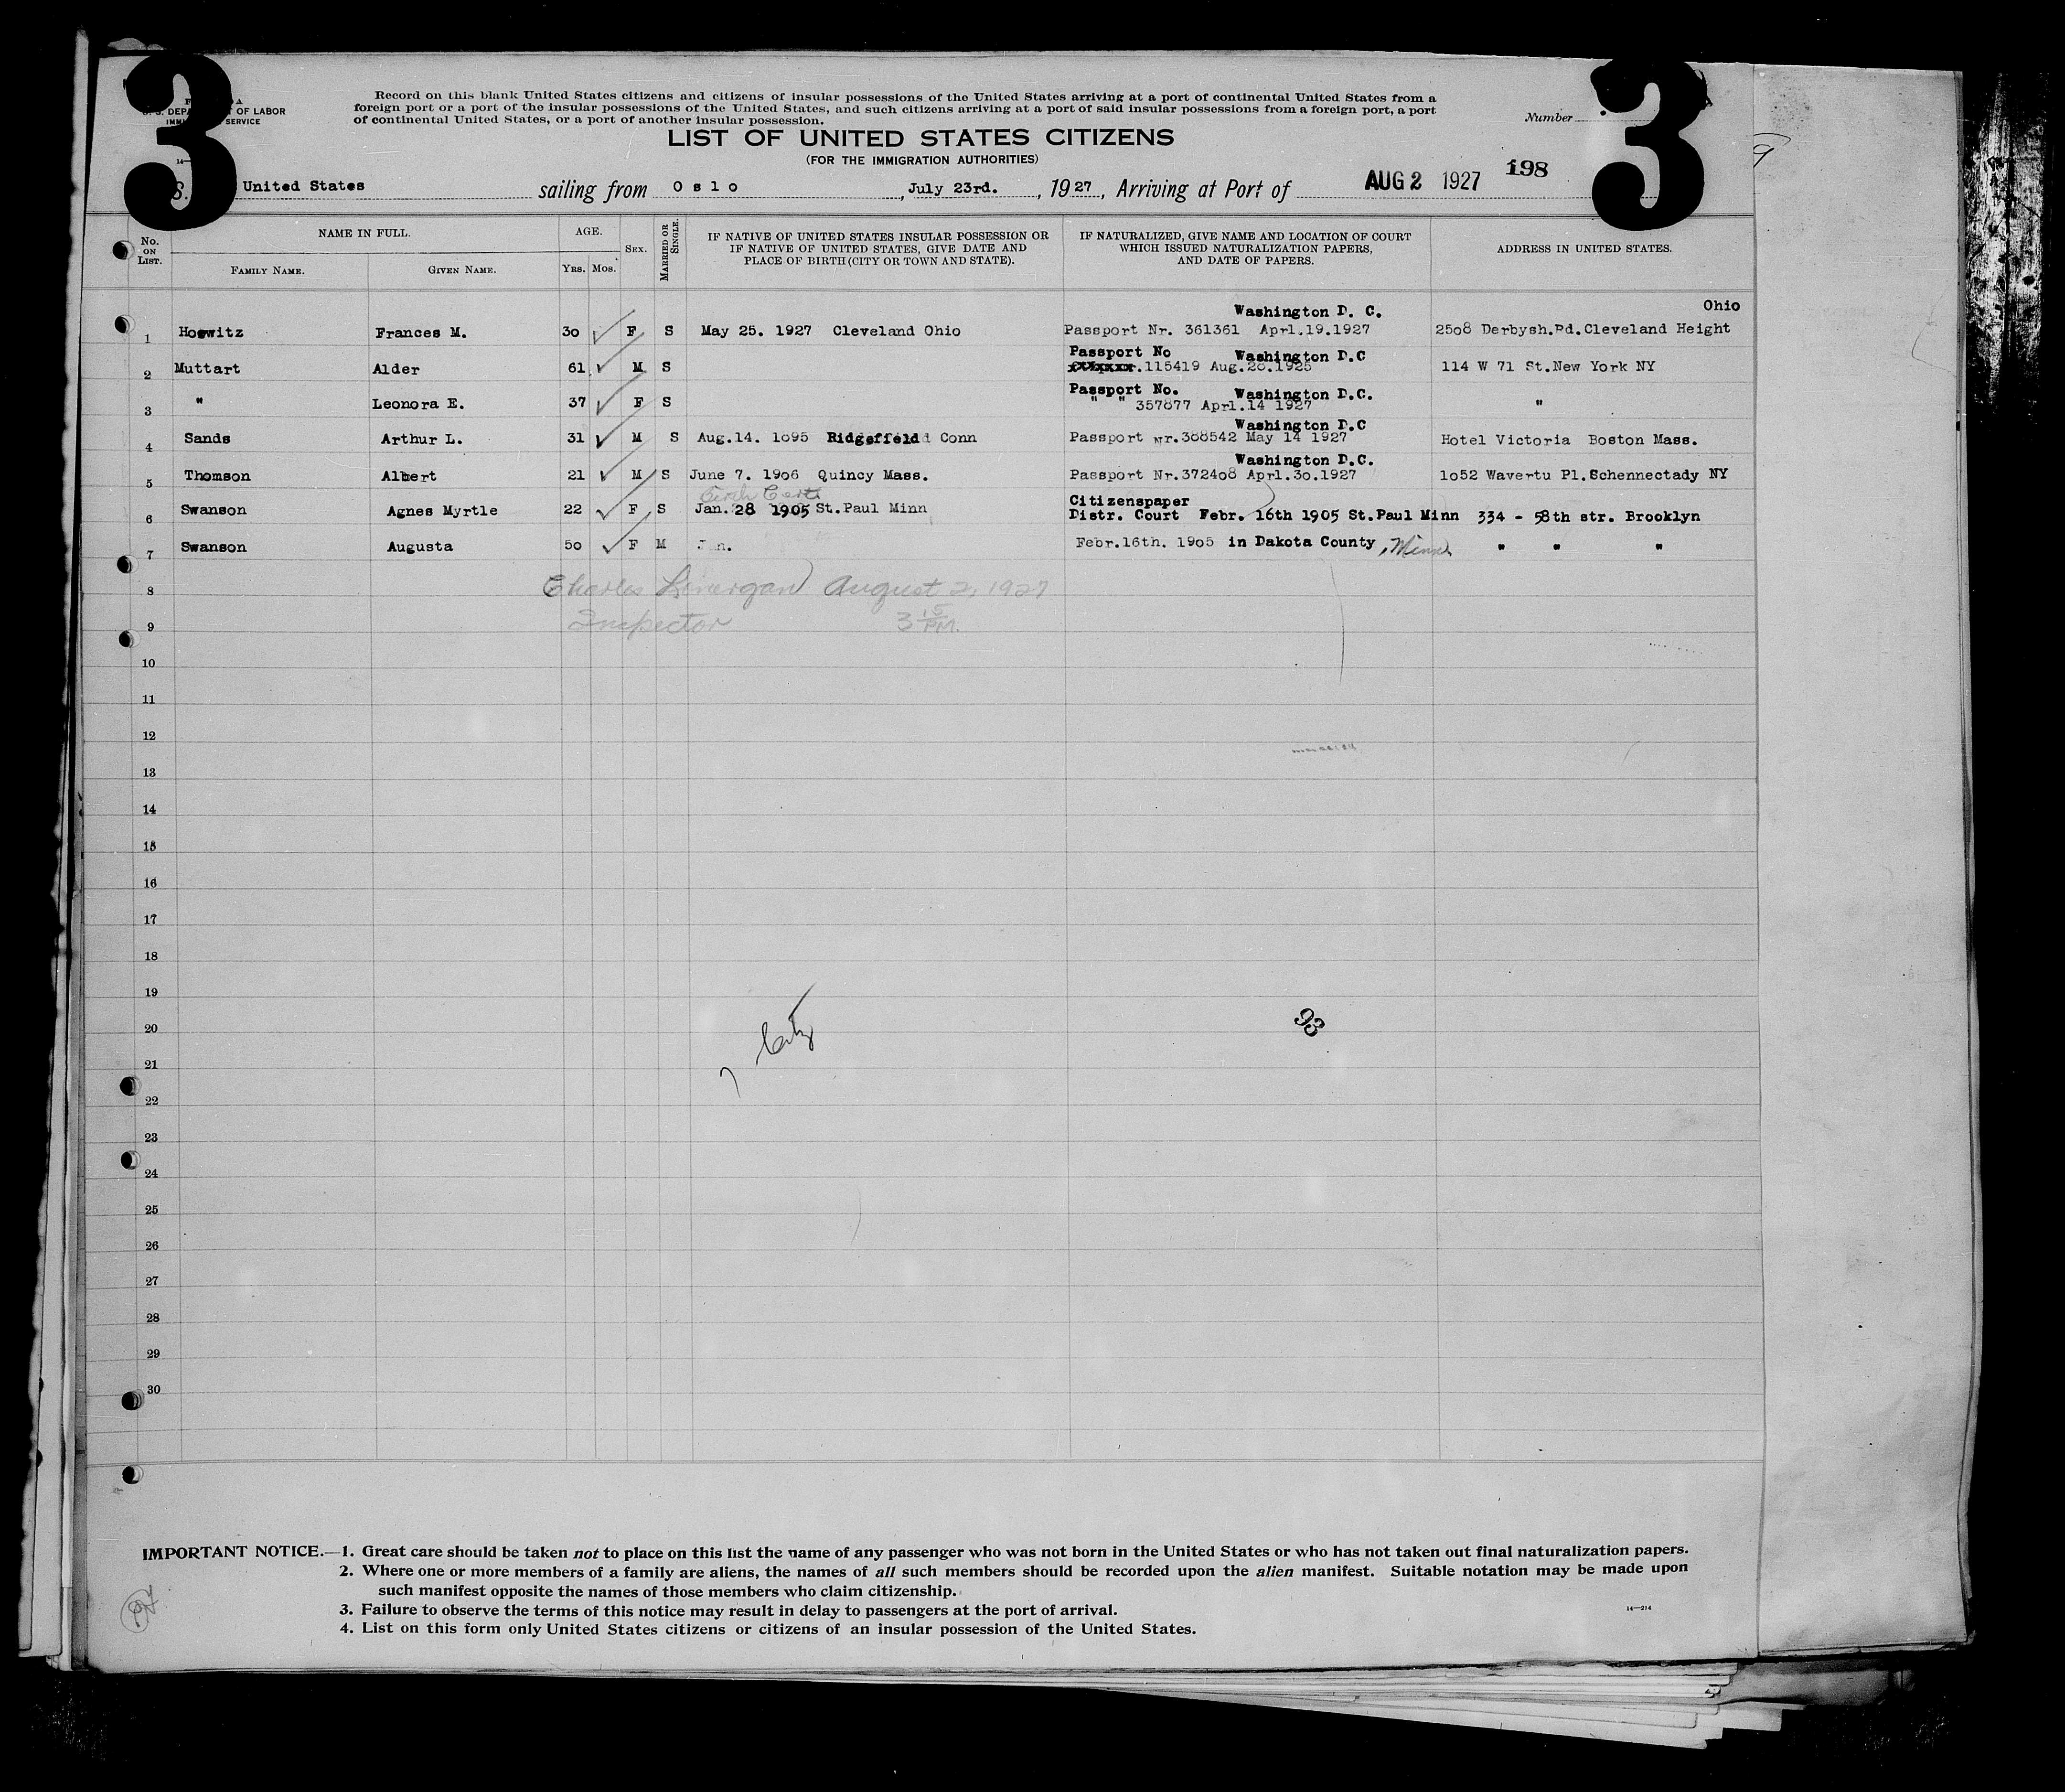 3 3
U. S. DEPARTMENT OF LABOR
IMMIGRATION SERVICE
Record on this blank United States citizens and citizens of insular possessions of the United States arriving at a port of continental United States from a
foreign port or a port of the insular possessions of the United States, and such citizens arriving at a port of said insular possessions from a foreign port, a port
of continental United States, or a port of another insular possession.
Number
LIST OF UNITED STATES CITIZENS
(FOR THE IMMIGRATION AUTHORITIES)
S. United States sailing from Oslo, July 23rd., 1927, Arriving at Port of AUG 2 1927 198
No. ON LIST. NAME IN FULL. FAMILY NAME. GIVEN NAME. AGE. YRS. MOS. SEX. MARRIED OR SINGLE. IF NATIVE OF UNITED STATES INSULAR POSSESSION OR IF NATIVE OF UNITED STATES, GIVE DATE AND PLACE OF BIRTH (CITY OR TOWN AND STATE). IF NATURALIZED, GIVE NAME AND LOCATION OF COURT WHICH ISSUED NATURALIZATION PAPERS, AND DATE OF PAPERS. ADDRESS IN UNITED STATES.
Washington D. C. Ohio
1 Horwitz Frances M. 30 F S May 25. 1927 Cleveland Ohio Passport Nr. 361361 Aprl.19.1927 2508 Derbysh.Rd.Cleveland Height
Passport No Washington D.C
2 Muttart Alder 61 M S .115419 Aug.28.1925 114 W 71 St.New York NY
Passport No. Washington D.C.
3 " Leonora E. 37 F S " " 357877 Aprl.14 1927 "
Washington D.C
4 Sands Arthur L. 31 M S Aug.14. 1895 Ridgeffield Conn Passport Nr.388542 May 14 1927 Hotel Victoria Boston Mass.
Washington D.C.
5 Thomson Albert 21 M S June 7. 1906 Quincy Mass. Passport Nr.372408 Aprl.30.1927 1052 Wavertu Pl.Schennectady NY
Birth Cert Citizenspaper
6 Swanson Agnes Myrtle 22 F S Jan. 28 1905 St.Paul Minn Distr. Court Febr. 16th 1905 St.Paul Minn 334 - 58th str. Brooklyn
7 Swanson Augusta 50 F M Jan. Febr.16th. 1905 in Dakota County, Minn " " "
8 Charles Linergan August 2, 1927
9 Inspector 3 15 PM.
10
11
12
13
14
15
16
17
18
19
20 93
21
22
23
24
25
26
27
28
29
30
IMPORTANT NOTICE.—1. Great care should be taken not to place on this list the name of any passenger who was not born in the United States or who has not taken out final naturalization papers.
2. Where one or more members of a family are aliens, the names of all such members should be recorded upon the alien manifest. Suitable notation may be made upon
such manifest opposite the names of those members who claim citizenship.
3. Failure to observe the terms of this notice may result in delay to passengers at the port of arrival.
14—214
4. List on this form only United States citizens or citizens of an insular possession of the United States.